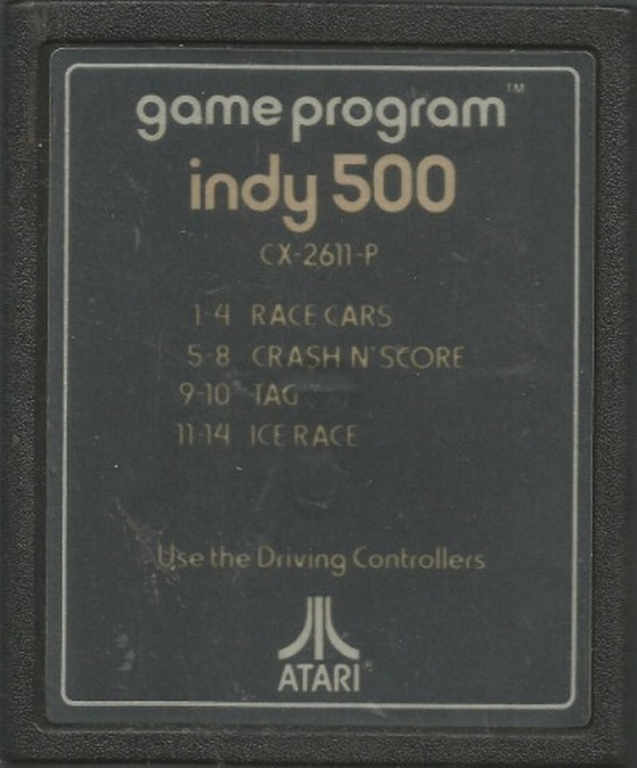 game program™
indy 500
CX-2611-P
1-4 RACE CARS
5-8 CRASH N' SCORE
9-10 TAG
11-14 ICE RACE
Use the Driving Controllers
ATARI